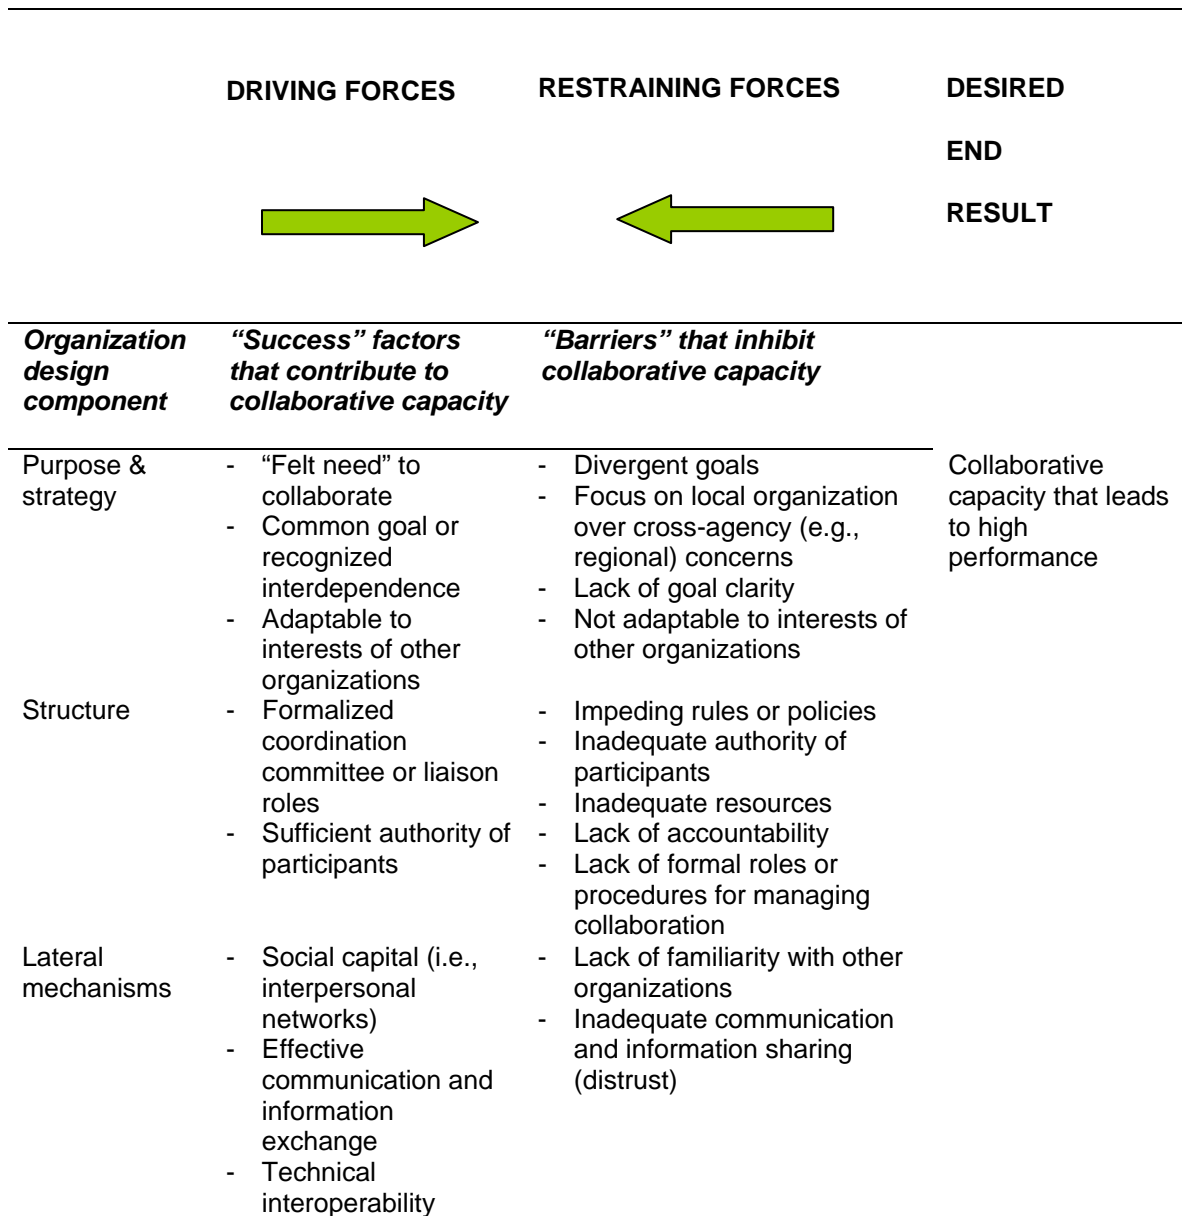 DRIVING FORCES
RESTRAINING FORCES
DESIRED
END
RESULT
Organization
design
component
“Success” factors
that contribute to
collaborative capacity
“Barriers” that inhibit
collaborative capacity
Purpose &
strategy
- “Felt need” to
collaborate
- Common goal or
recognized
interdependence
- Adaptable to
interests of other
organizations
- Divergent goals
- Focus on local organization
over cross-agency (e.g.,
regional) concerns
- Lack of goal clarity
- Not adaptable to interests of
other organizations
Collaborative
capacity that leads
to high
performance
Structure
- Formalized
coordination
committee or liaison
roles
- Sufficient authority of
participants
- Impeding rules or policies
- Inadequate authority of
participants
- Inadequate resources
- Lack of accountability
- Lack of formal roles or
procedures for managing
collaboration
Lateral
mechanisms
- Social capital (i.e.,
interpersonal
networks)
- Effective
communication and
information
exchange
- Technical
interoperability
- Lack of familiarity with other
organizations
- Inadequate communication
and information sharing
(distrust)